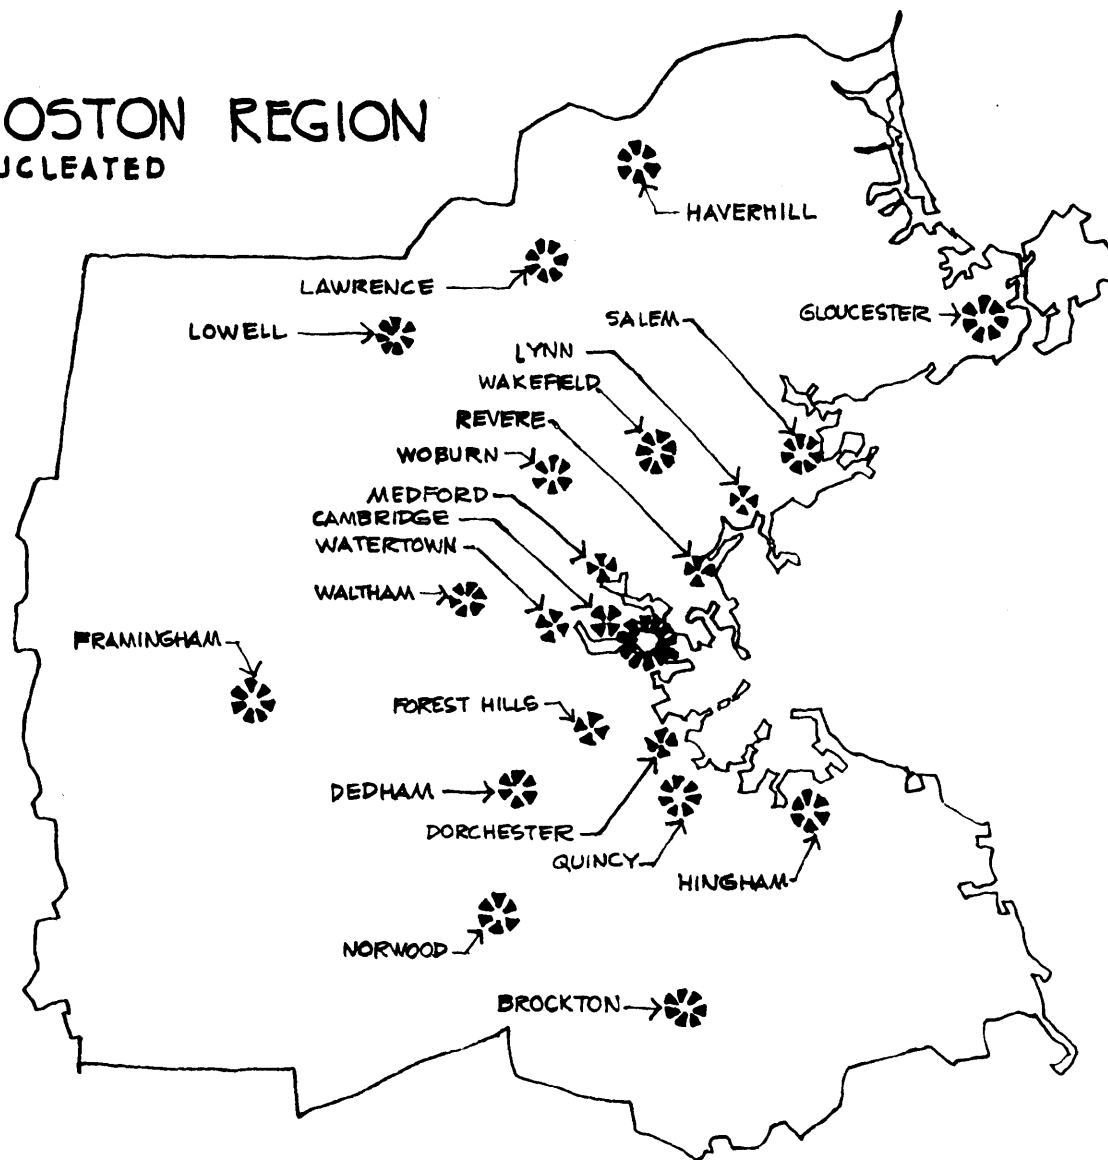 OSTON REGION
UCLEATED
HAVERHILL
LAWRENCE
LOWELL
SALEM
GLOUCESTER
LYNN
WAKEFIELD
REVERE
WOBURN
MEDFORD
CAMBRIDGE
WATERTOWN
WALTHAM
FRAMINGHAM
FOREST HILLS
DEDHAM
DORCHESTER
QUINCY
HINGHAM
NORWOOD
BROCKTON